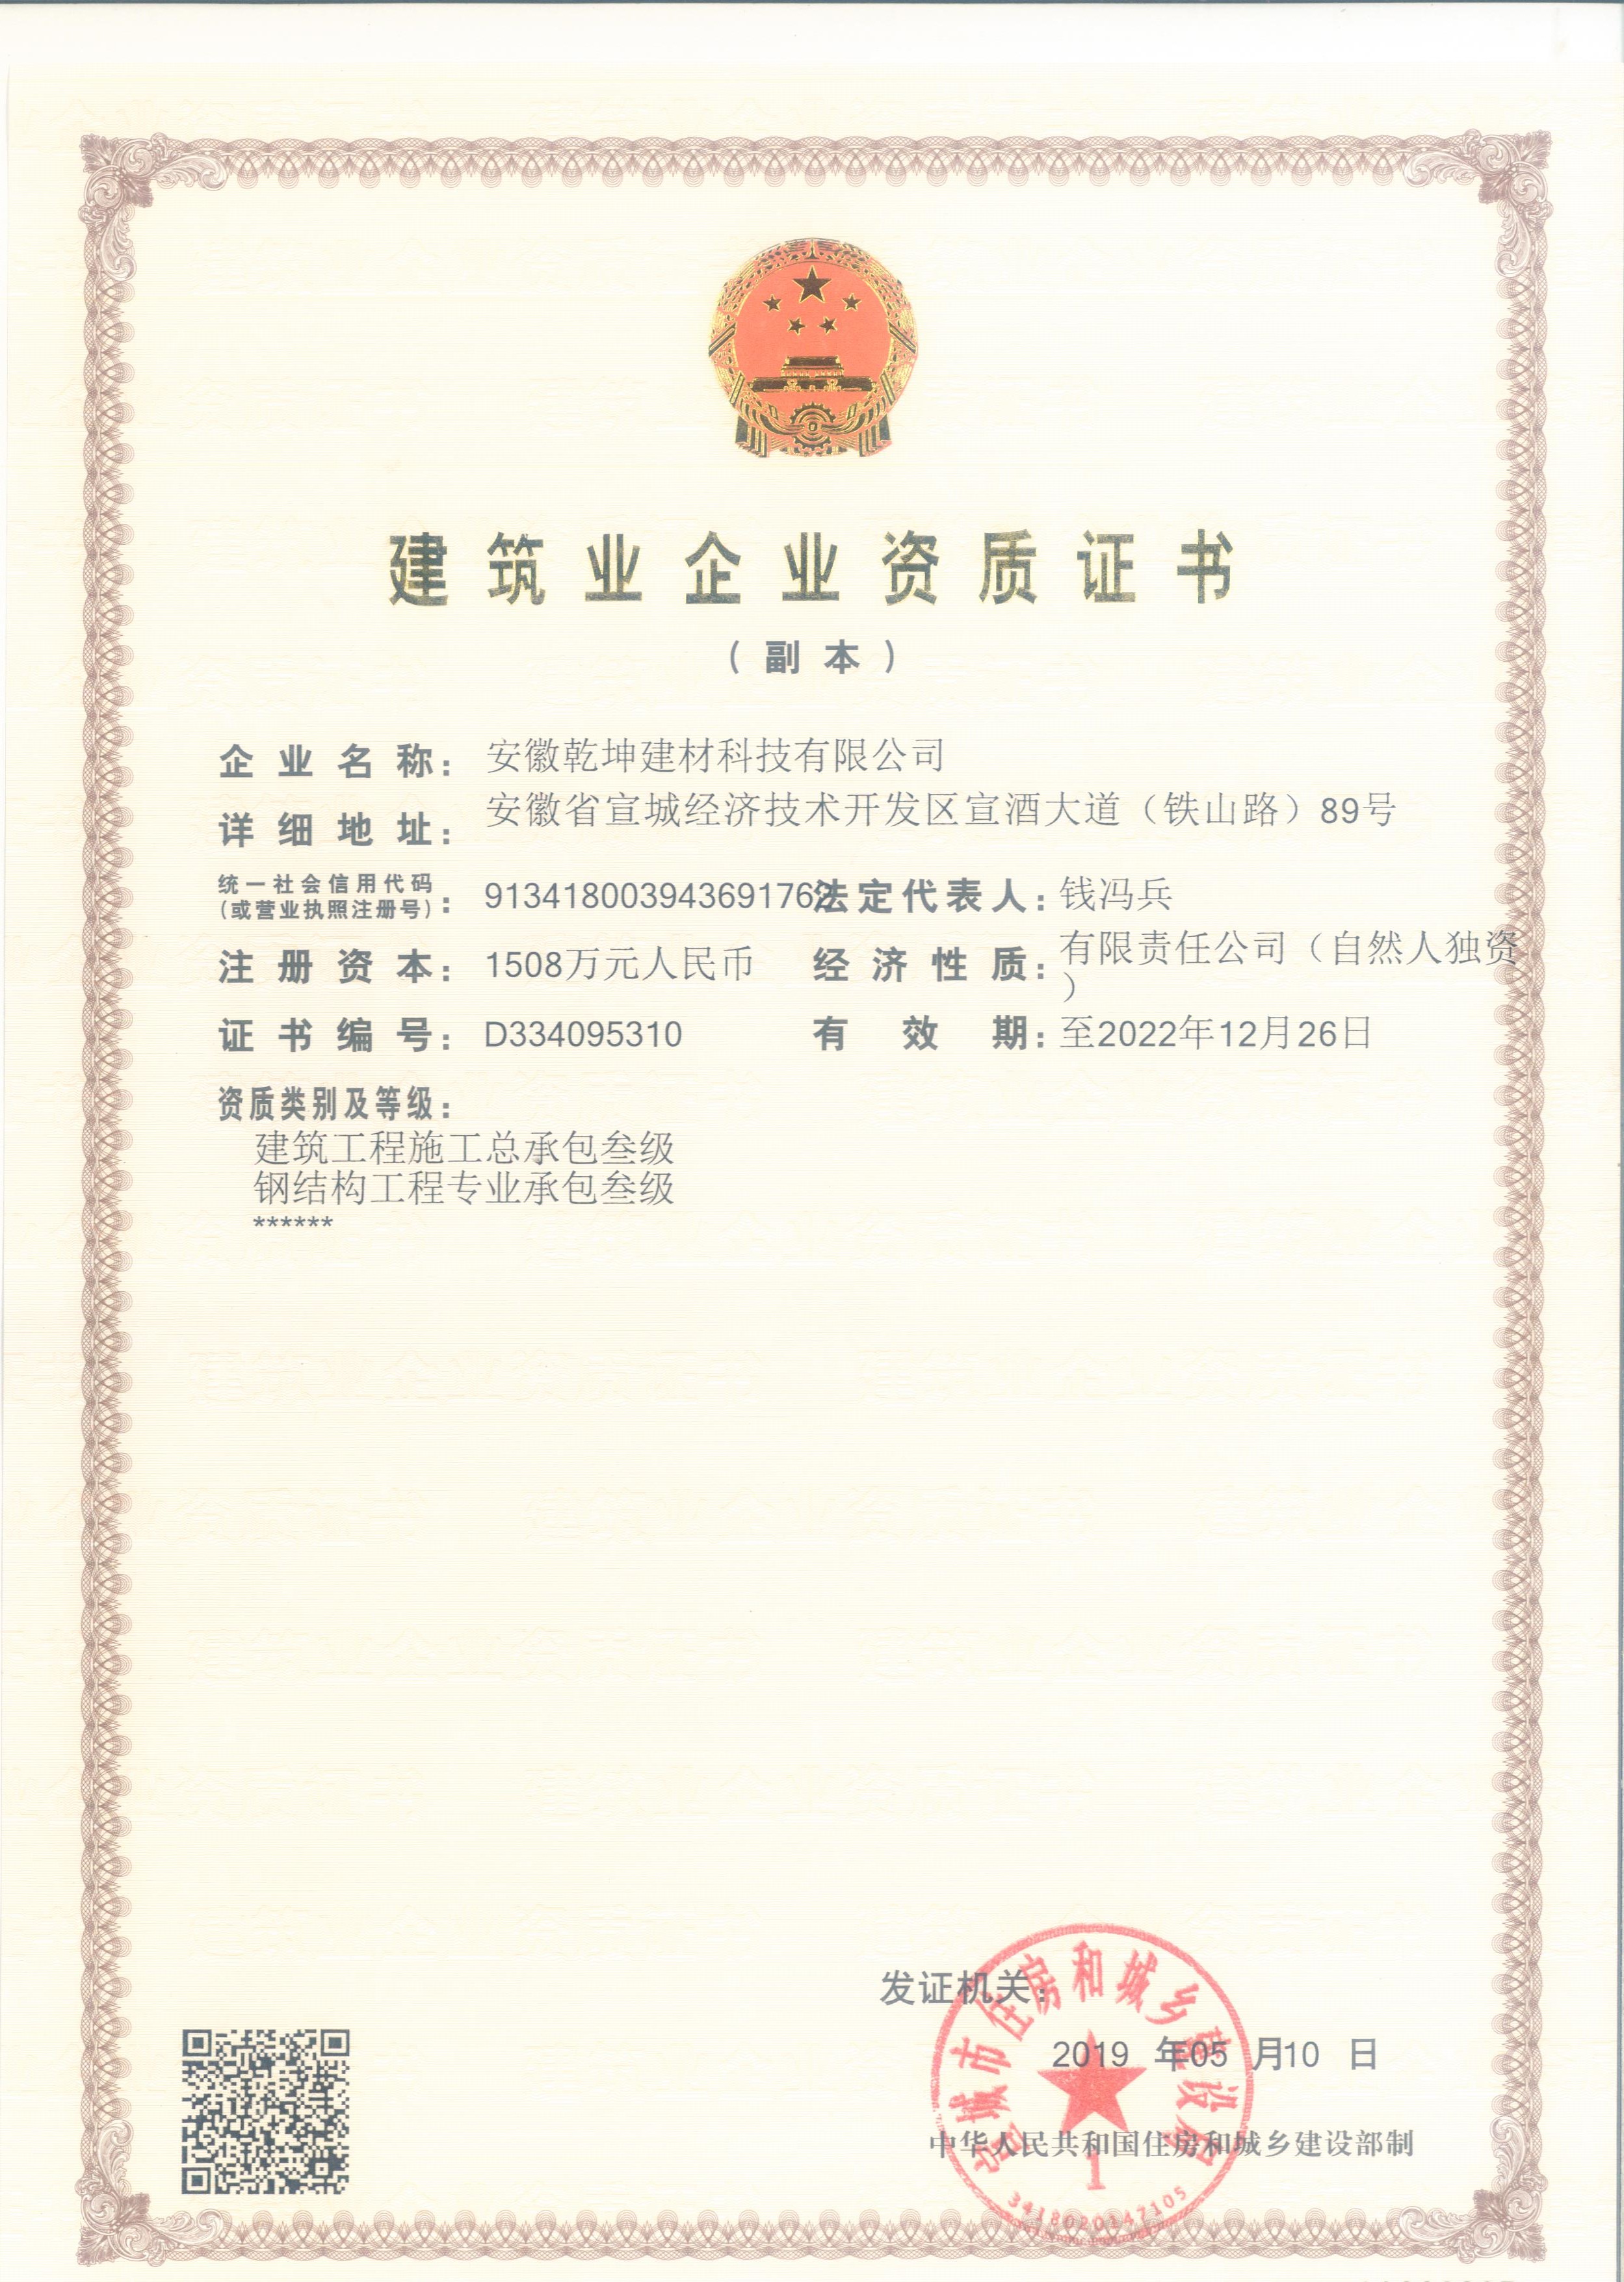 建筑业企业资质证书
（副本）
企业名称：安徽乾坤建材科技有限公司
详细地址：安徽省宣城经济技术开发区宣酒大道（铁山路）89号
统一社会信用代码
（或营业执照注册号）：913418003943691762 法定代表人：钱冯兵
注册资本：1508万元人民币 经济性质：有限责任公司（自然人独资
）
证书编号：D334095310 有效期：至2022年12月26日
资质类别及等级：
建筑工程施工总承包叁级
钢结构工程专业承包叁级
******
发证机关：
宣城市住房和城乡建设局
2019 年05 月10 日
中华人民共和国住房和城乡建设部制
1
3418020147105